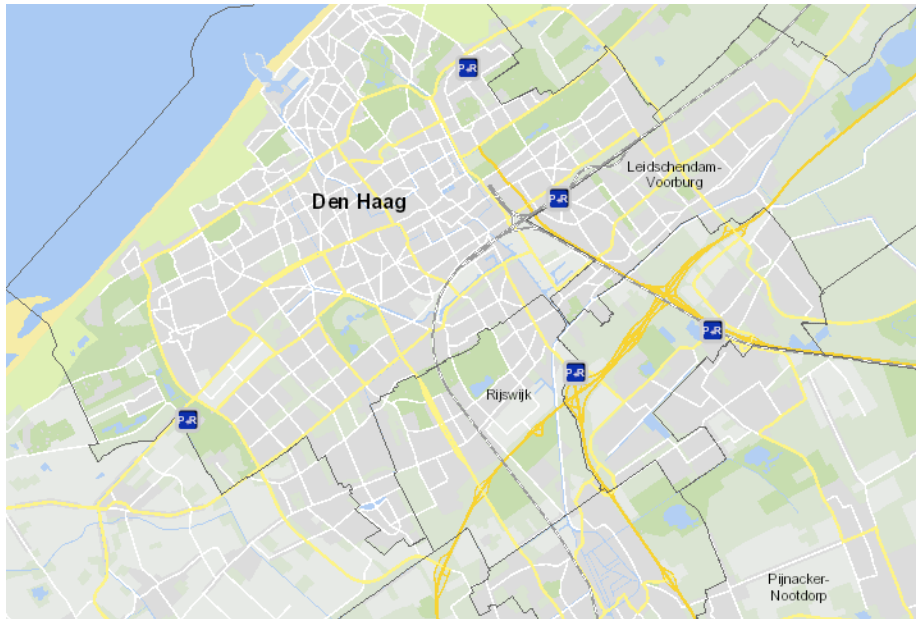 P+R
Leidschendam-
Voorburg
Den Haag
P+R
P+R
P+R
Rijswijk
P+R
Pijnacker-
Nootdorp